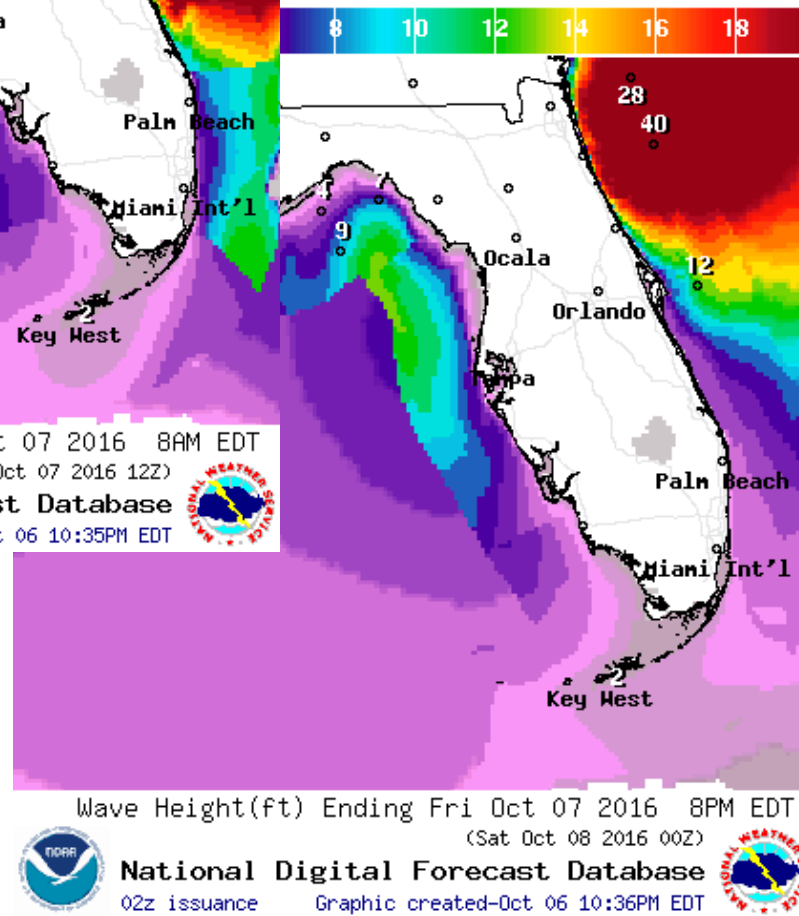 a
8 10 12 14 16 18
28
40
Palm Beach
Miami Int'l
4 7
9
Ocala
12
Orlando
2
Key West
Tampa
t 07 2016 8AM EDT
Oct 07 2016 12Z)
st Database
t 06 10:35PM EDT
NATIONAL WEATHER SERVICE
Palm Beach
Miami Int'l
2
Key West
Wave Height(ft) Ending Fri Oct 07 2016 8PM EDT
(Sat Oct 08 2016 00Z)
NOAA
National Digital Forecast Database
02z issuance Graphic created-Oct 06 10:36PM EDT